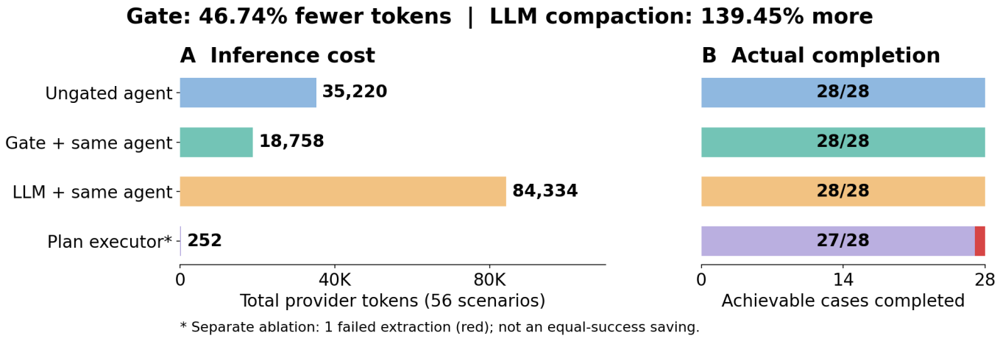 Gate: 46.74% fewer tokens | LLM compaction: 139.45% more
A Inference cost
Ungated agent
35,220
Gate + same agent
18,758
LLM + same agent
84,334
Plan executor*
252
0
40K
80K
Total provider tokens (56 scenarios)
B Actual completion
28/28
28/28
28/28
27/28
0
14
28
Achievable cases completed
* Separate ablation: 1 failed extraction (red); not an equal-success saving.